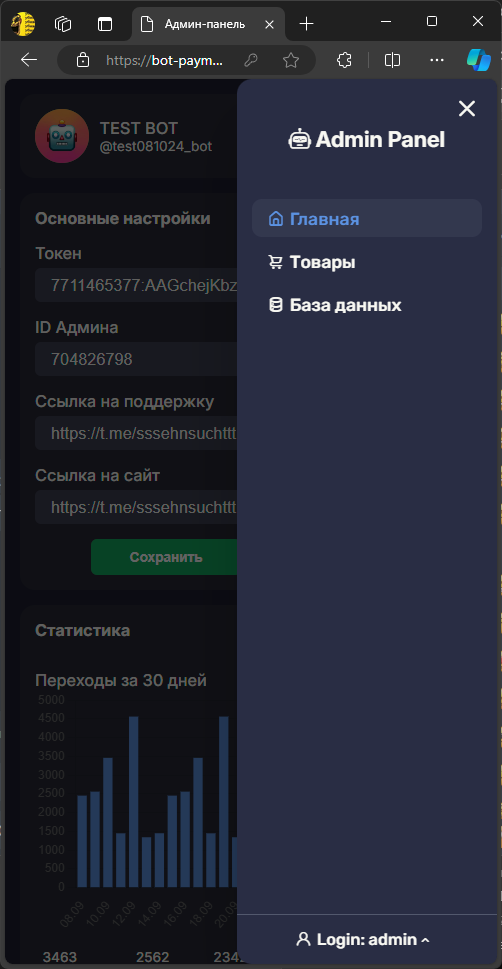 Админ-панель
https://bot-paym...
TEST BOT
@test081024_bot
Admin Panel
Главная
Товары
База данных
Основные настройки
Токен
7711465377:AAGchejKbz
ID Админа
704826798
Ссылка на поддержку
https://t.me/sssehnsuchttt
Ссылка на сайт
https://t.me/sssehnsuchttt
Сохранить
Статистика
Переходы за 30 дней
5000
4500
4000
3500
3000
2500
2000
1500
1000
500
0
08.09 10.09 12.09 14.09 16.09 18.09 20.09
3463 2562 2342
Login: admin